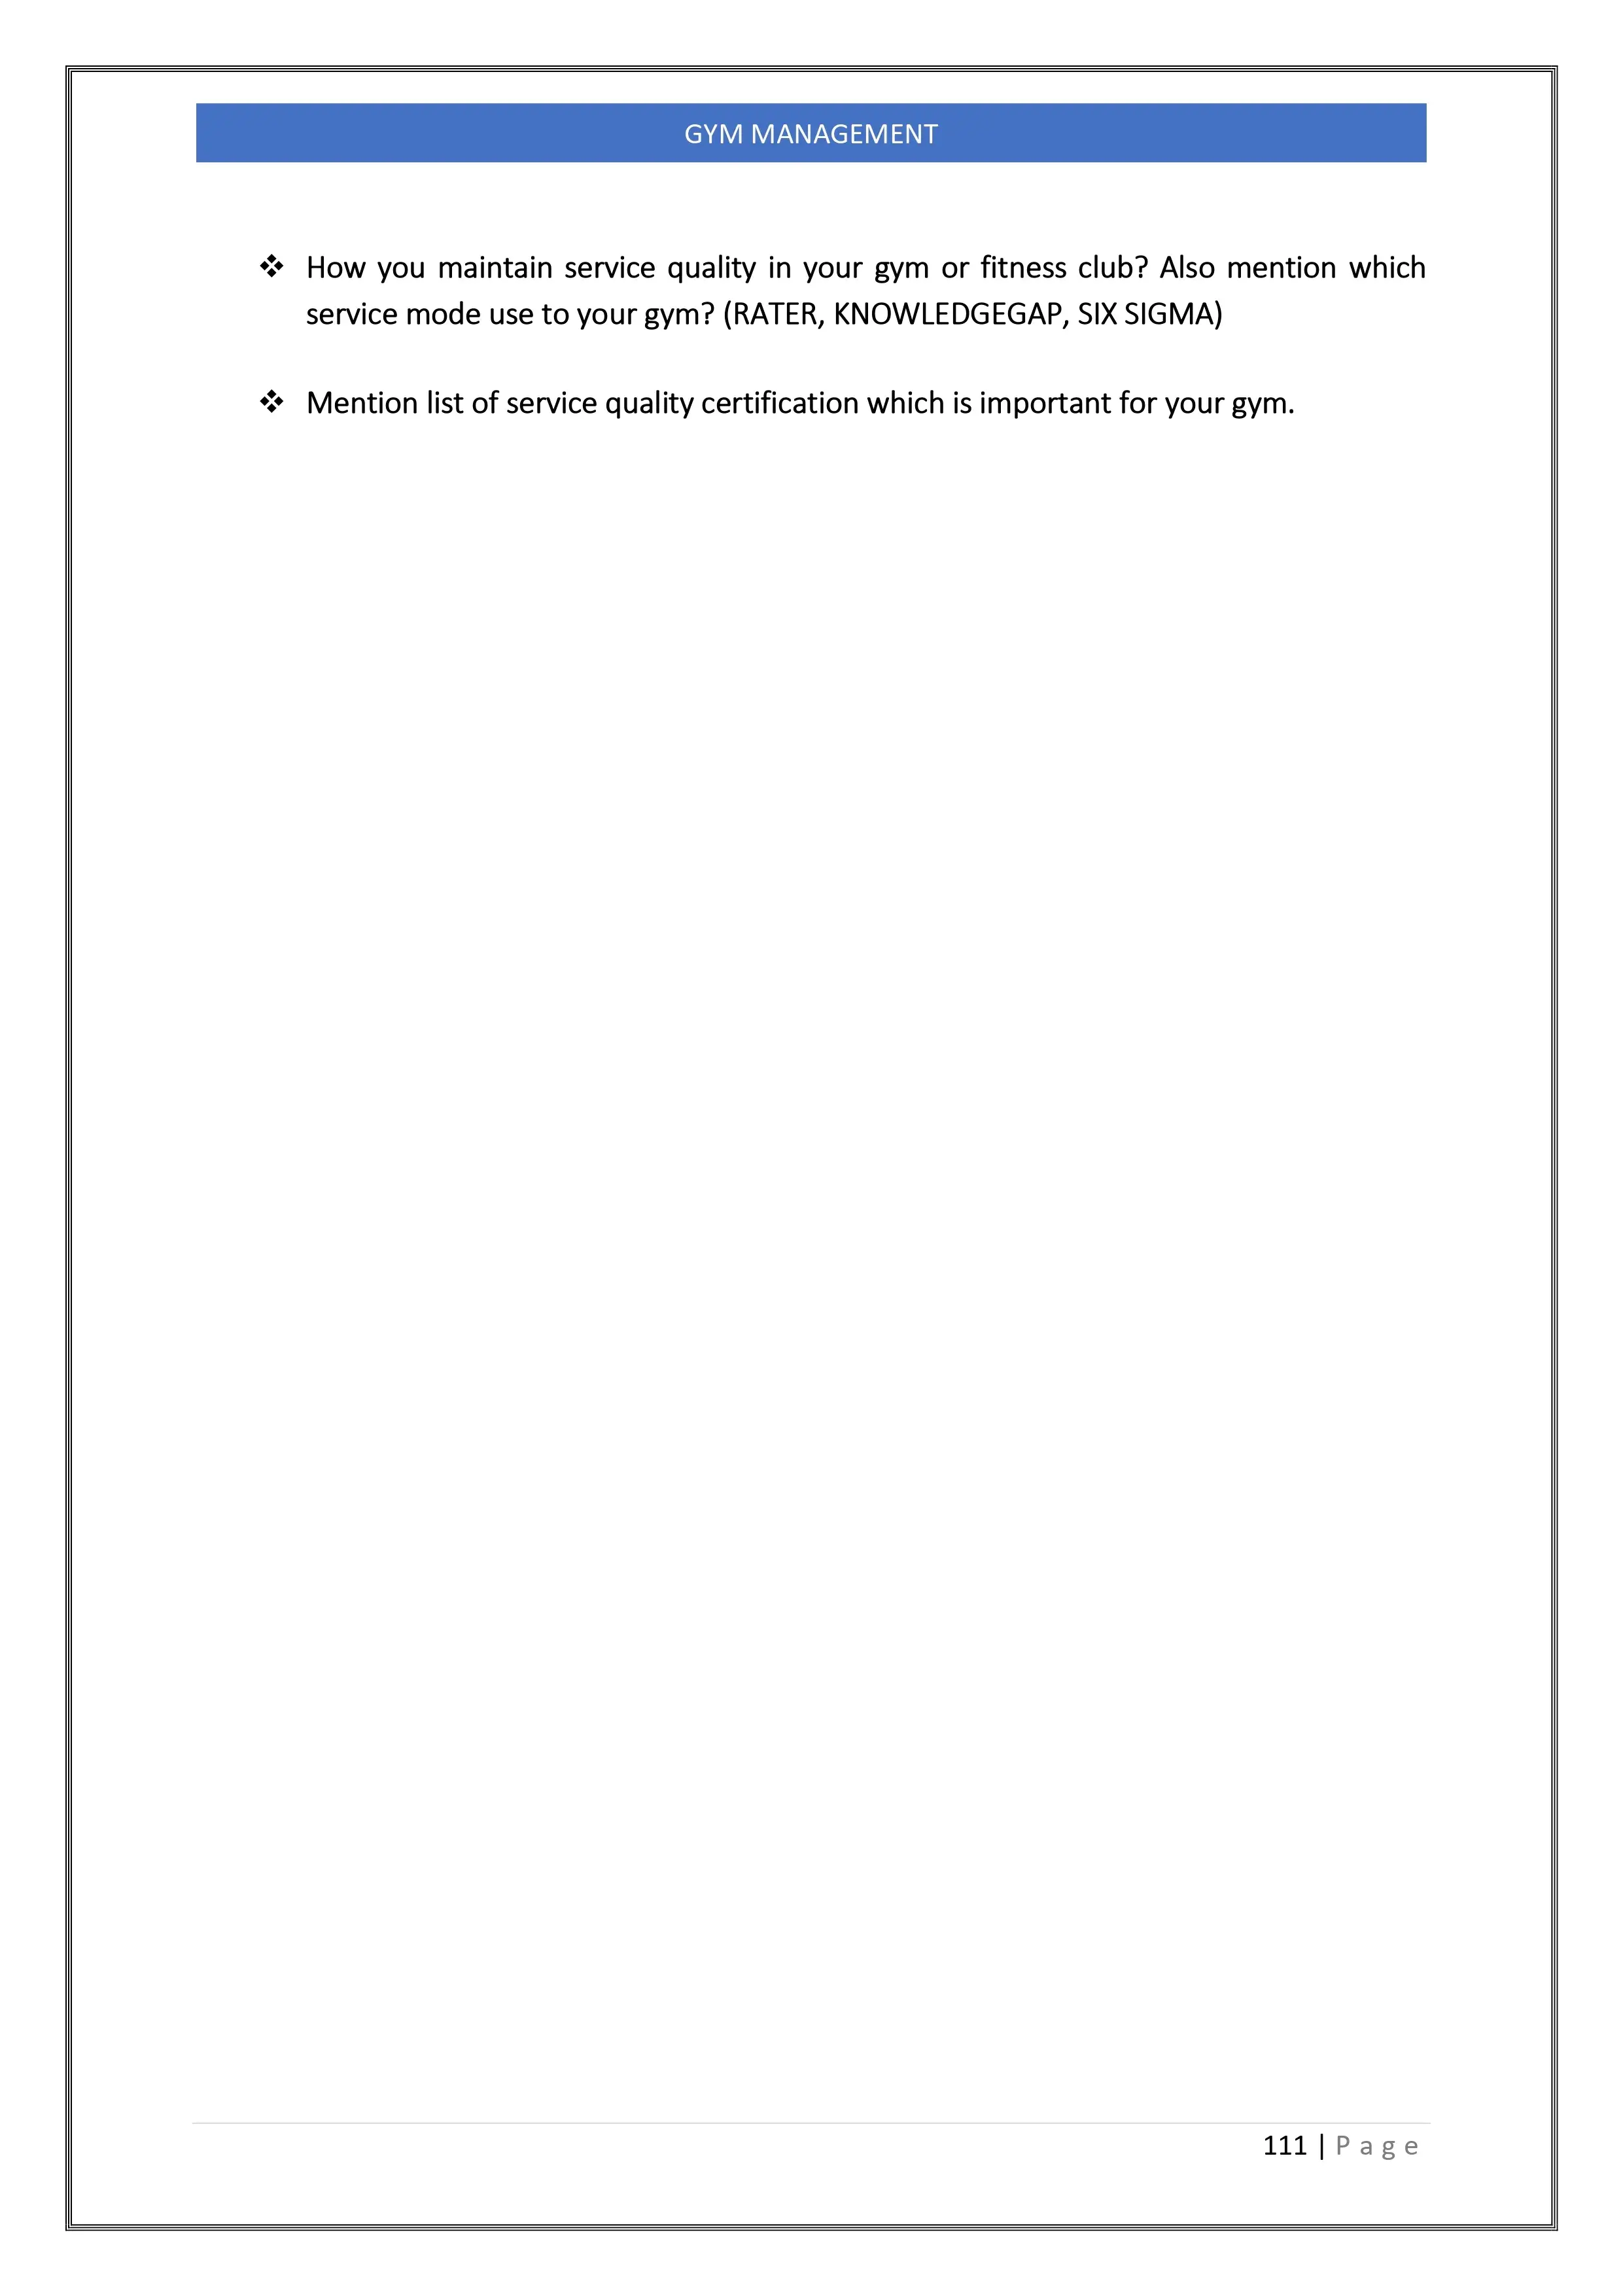 GYM MANAGEMENT
❖ How you maintain service quality in your gym or fitness club? Also mention which
service mode use to your gym? (RATER, KNOWLEDGEGAP, SIX SIGMA)
❖ Mention list of service quality certification which is important for your gym.
111 | P a g e